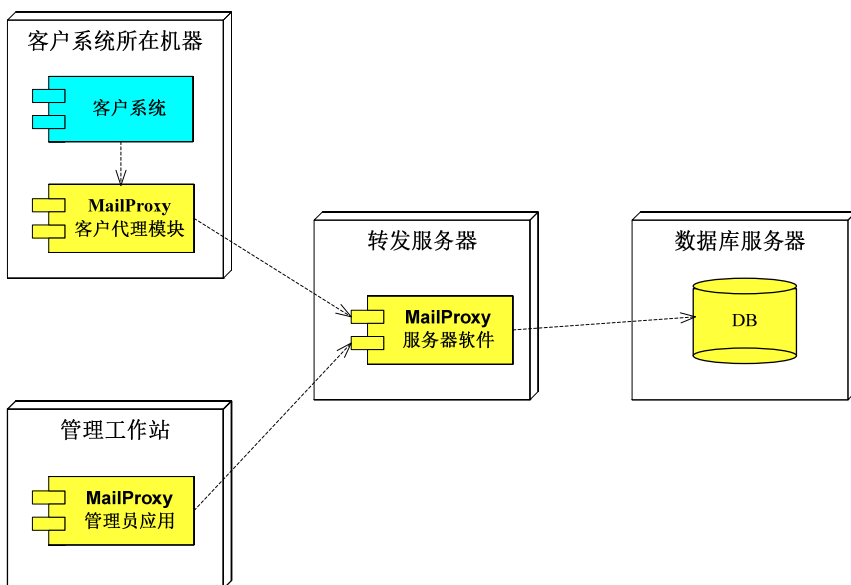 客户系统所在机器
客户系统
MailProxy
客户代理模块
转发服务器
MailProxy
服务器软件
数据库服务器
DB
管理工作站
MailProxy
管理员应用